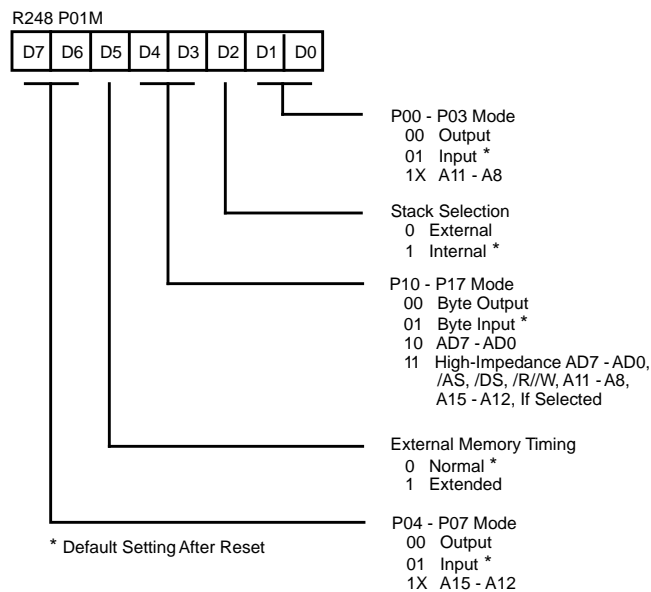 R248 P01M
D7 D6 D5 D4 D3 D2 D1 D0
P00 - P03 Mode
00 Output
01 Input *
1X A11 - A8
Stack Selection
0 External
1 Internal *
P10 - P17 Mode
00 Byte Output
01 Byte Input *
10 AD7 - AD0
11 High-Impedance AD7 - AD0,
/AS, /DS, /R//W, A11 - A8,
A15 - A12, If Selected
External Memory Timing
0 Normal *
1 Extended
P04 - P07 Mode
00 Output
01 Input *
1X A15 - A12
* Default Setting After Reset